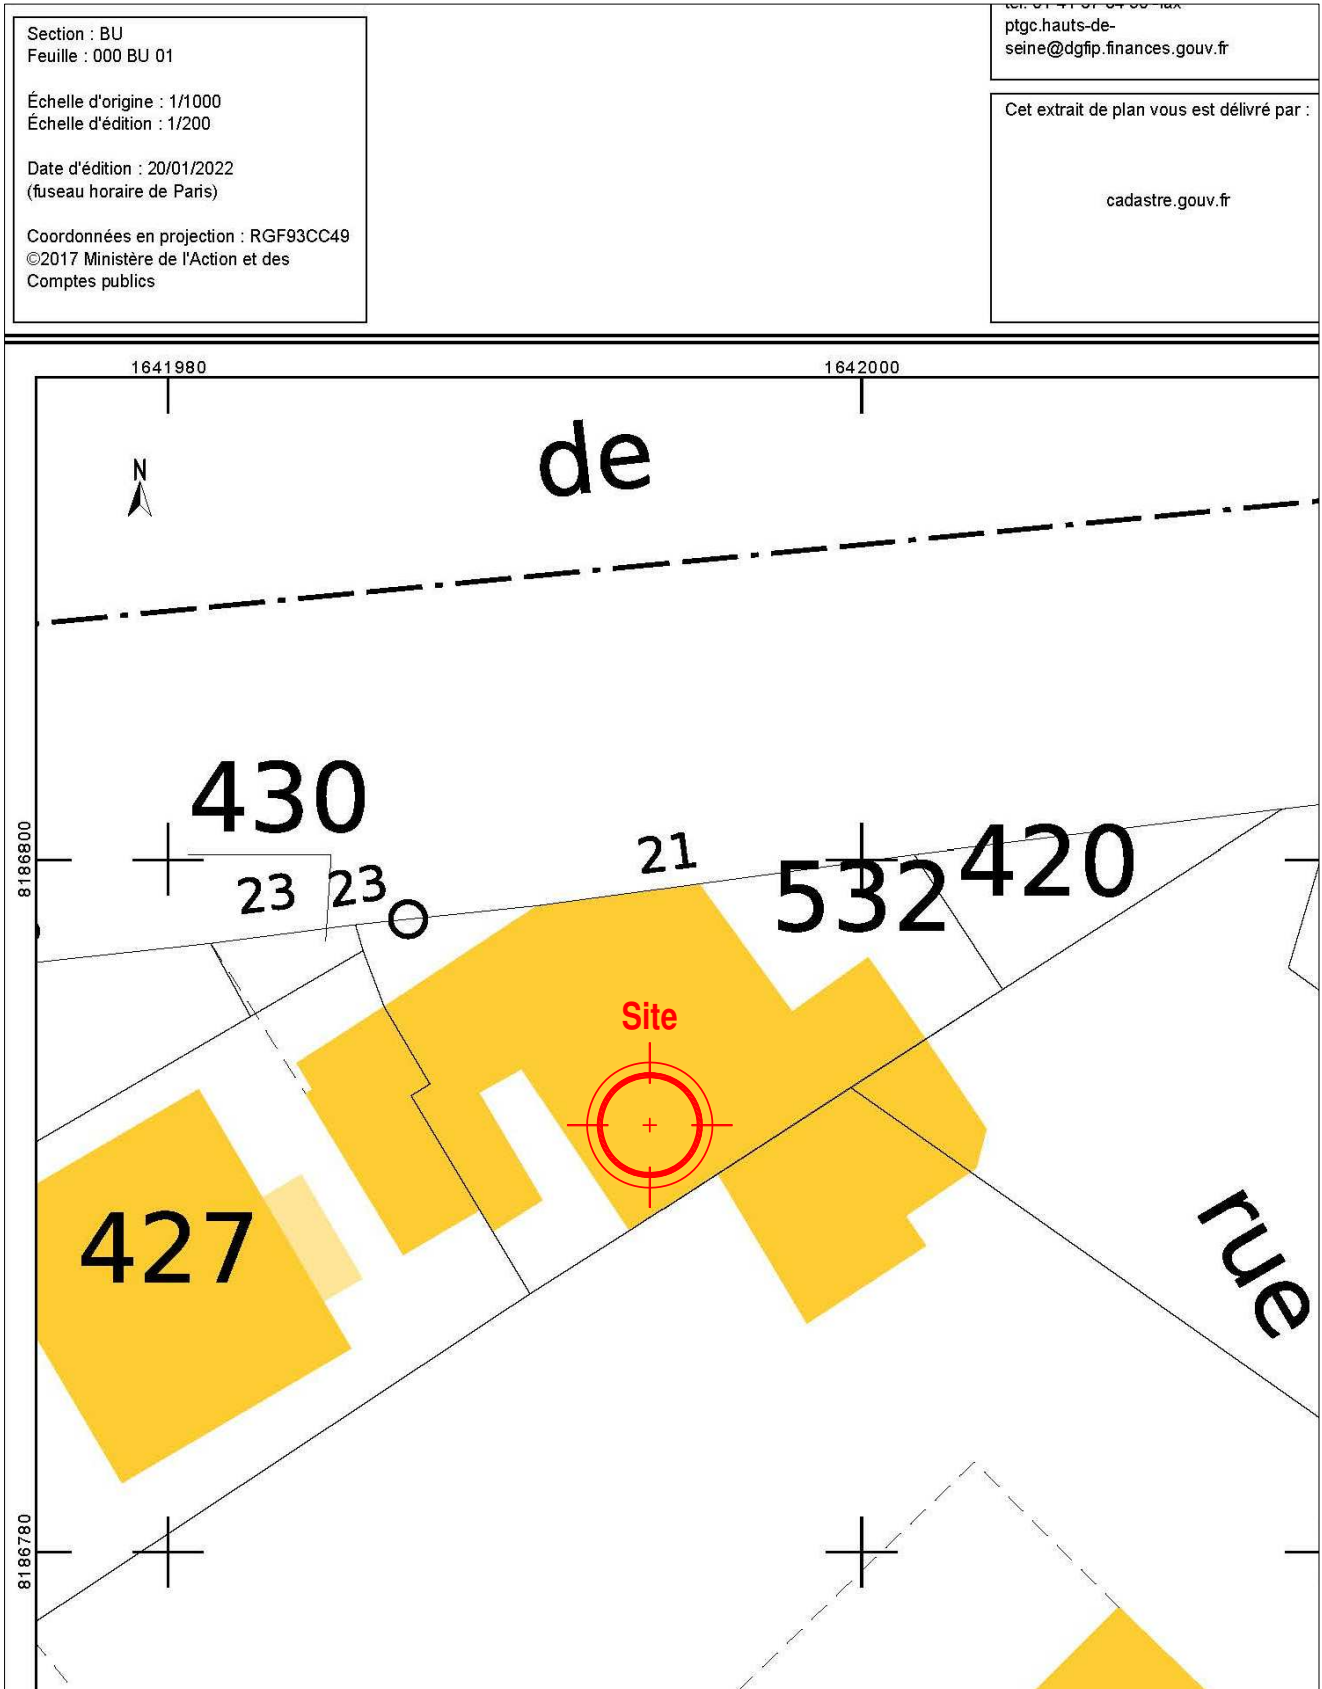 Section : BU
Feuille : 000 BU 01
Échelle d'origine : 1/1000
Échelle d'édition : 1/200
Date d'édition : 20/01/2022
(fuseau horaire de Paris)
Coordonnées en projection : RGF93CC49
©2017 Ministère de l'Action et des
Comptes publics
ptgc.hauts-de-
seine@dgfip.finances.gouv.fr
Cet extrait de plan vous est délivré par :
cadastre.gouv.fr
1641980
1642000
de
N
430
8186800
21
420
23
23
532
Site
427
rue
8186780